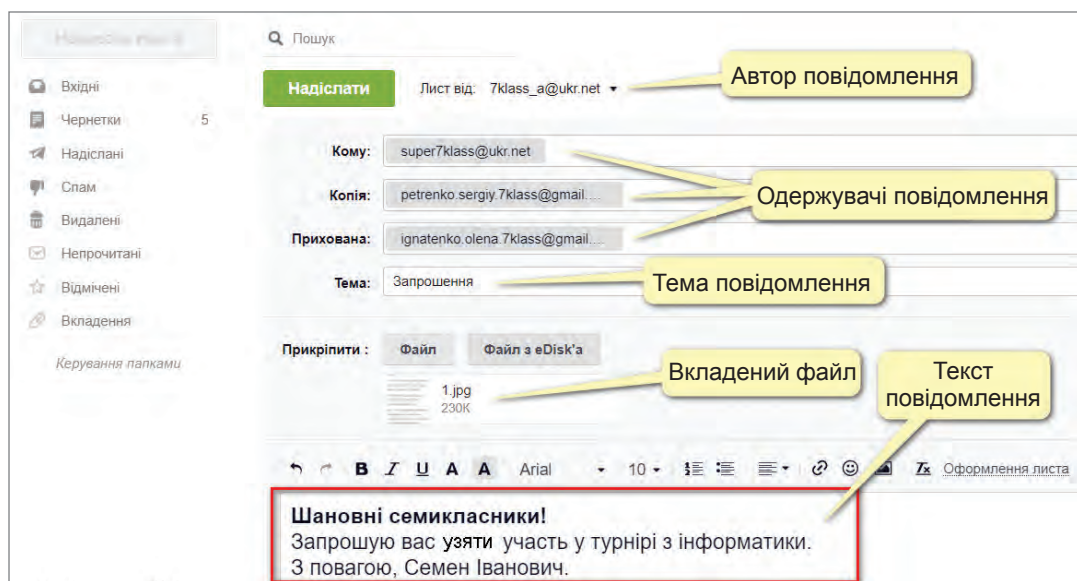 Пошук
Надіслати Лист від: 7klass_a@ukr.net Автор повідомлення
Вхідні
Чернетки 5
Надіслані
Спам
Видалені
Непрочитані
Відмічені
Вкладення
Керування папками
Кому: super7klass@ukr.net
Копія: petrenko.sergiy.7klass@gmail....
Прихована: ignatenko.olena.7klass@gmail....
Одержувачі повідомлення
Тема: Запрошення Тема повідомлення
Прикріпити : Файл Файл з eDisk'a
1.jpg
230K
Вкладений файл
Текст
повідомлення
B I U A A Arial 10 Tx Оформлення листа
Шановні семикласники!
Запрошую вас узяти участь у турнірі з інформатики.
З повагою, Семен Іванович.